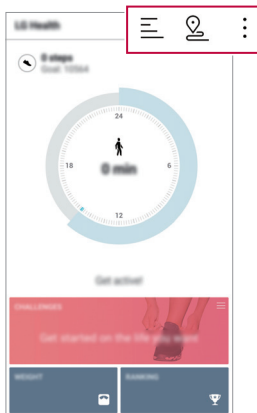 LG Health
0 steps
Goal 10564
24
18
6
0 min
12
Get active!
CHALLENGES
Get started on the life you want
WEIGHT
RANKING